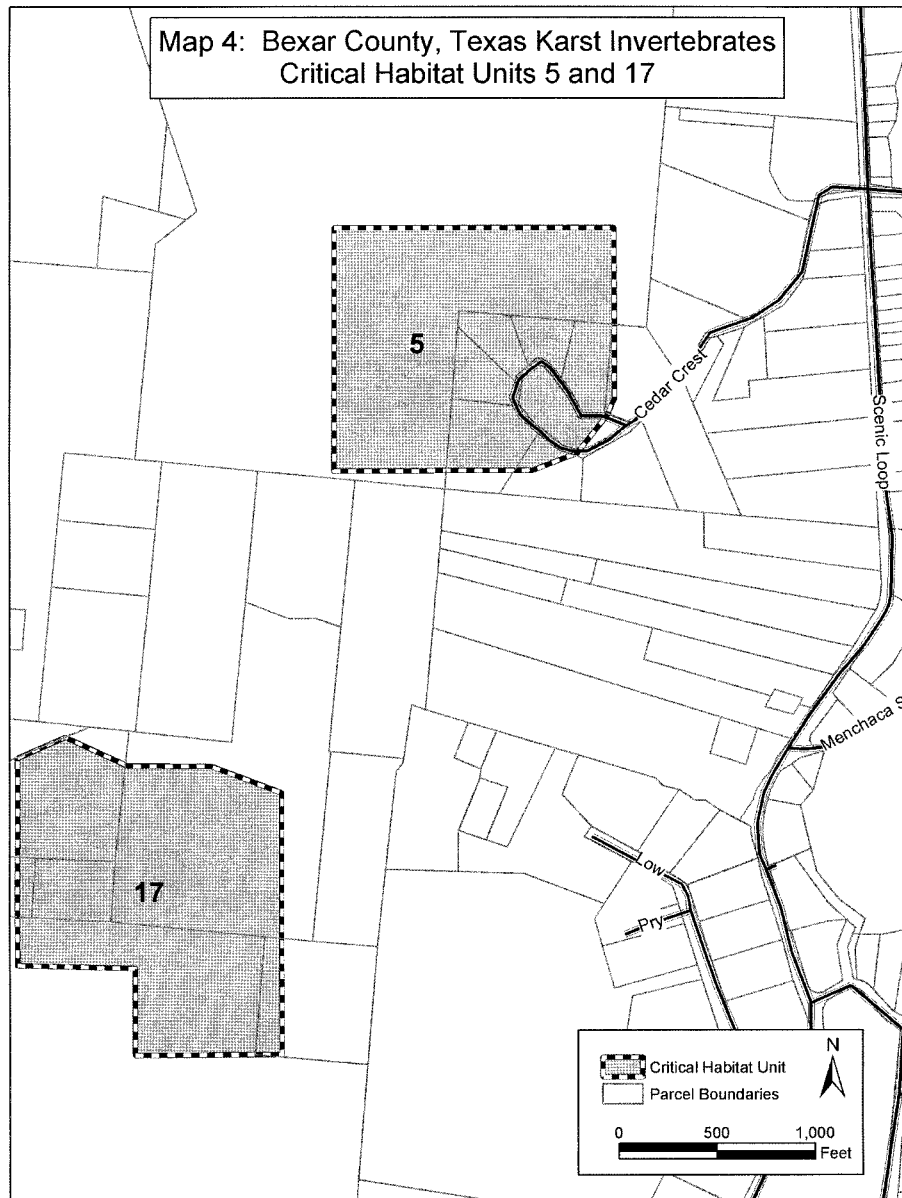 Map 4: Bexar County, Texas Karst Invertebrates
Critical Habitat Units 5 and 17
5
Cedar Crest
Scenic Loop
Menchaca S
17
Low
Pry
N
Critical Habitat Unit
Parcel Boundaries
0 500 1,000
Feet